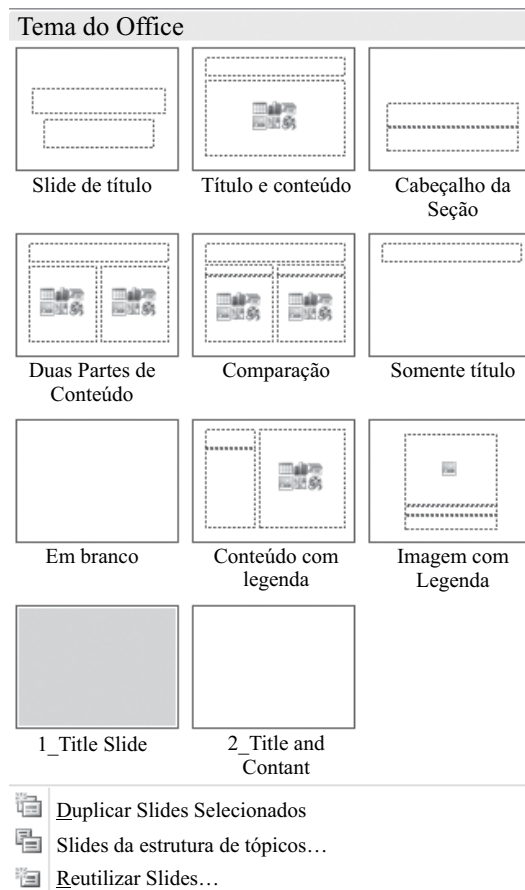 Tema do Office
Slide de título
Título e conteúdo
Cabeçalho da
Seção
Duas Partes de
Conteúdo
Comparação
Somente título
Em branco
Conteúdo com
legenda
Imagem com
Legenda
1_Title Slide
2_Title and
Contant
Duplicar Slides Selecionados
Slides da estrutura de tópicos…
Reutilizar Slides…